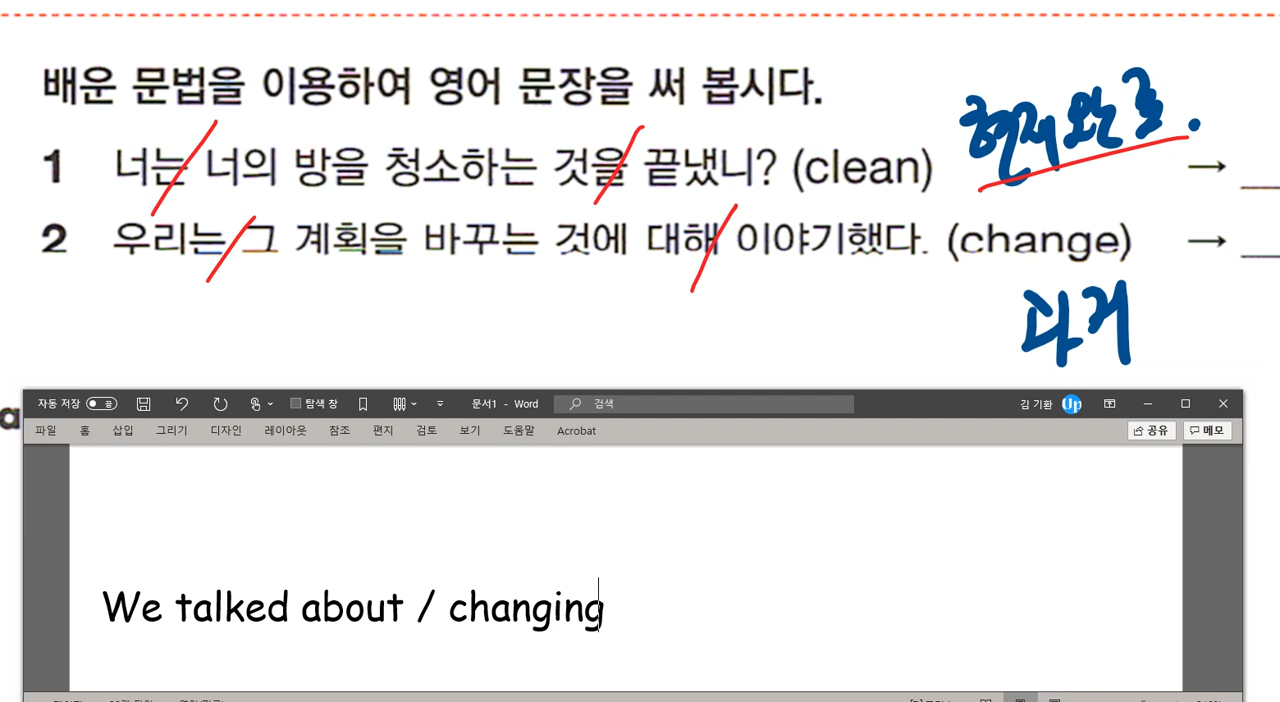 배운 문법을 이용하여 영어 문장을 써 봅시다.
현재완료.
1 너는 너의 방을 청소하는 것을 끝냈니? (clean) →
2 우리는 그 계획을 바꾸는 것에 대해 이야기했다. (change) →
과거
a
자동 저장 끔 탐색 창 문서1 - Word 검색 김 기환 Up
파일 홈 삽입 그리기 디자인 레이아웃 참조 편지 검토 보기 도움말 Acrobat 공유 메모
We talked about / changing